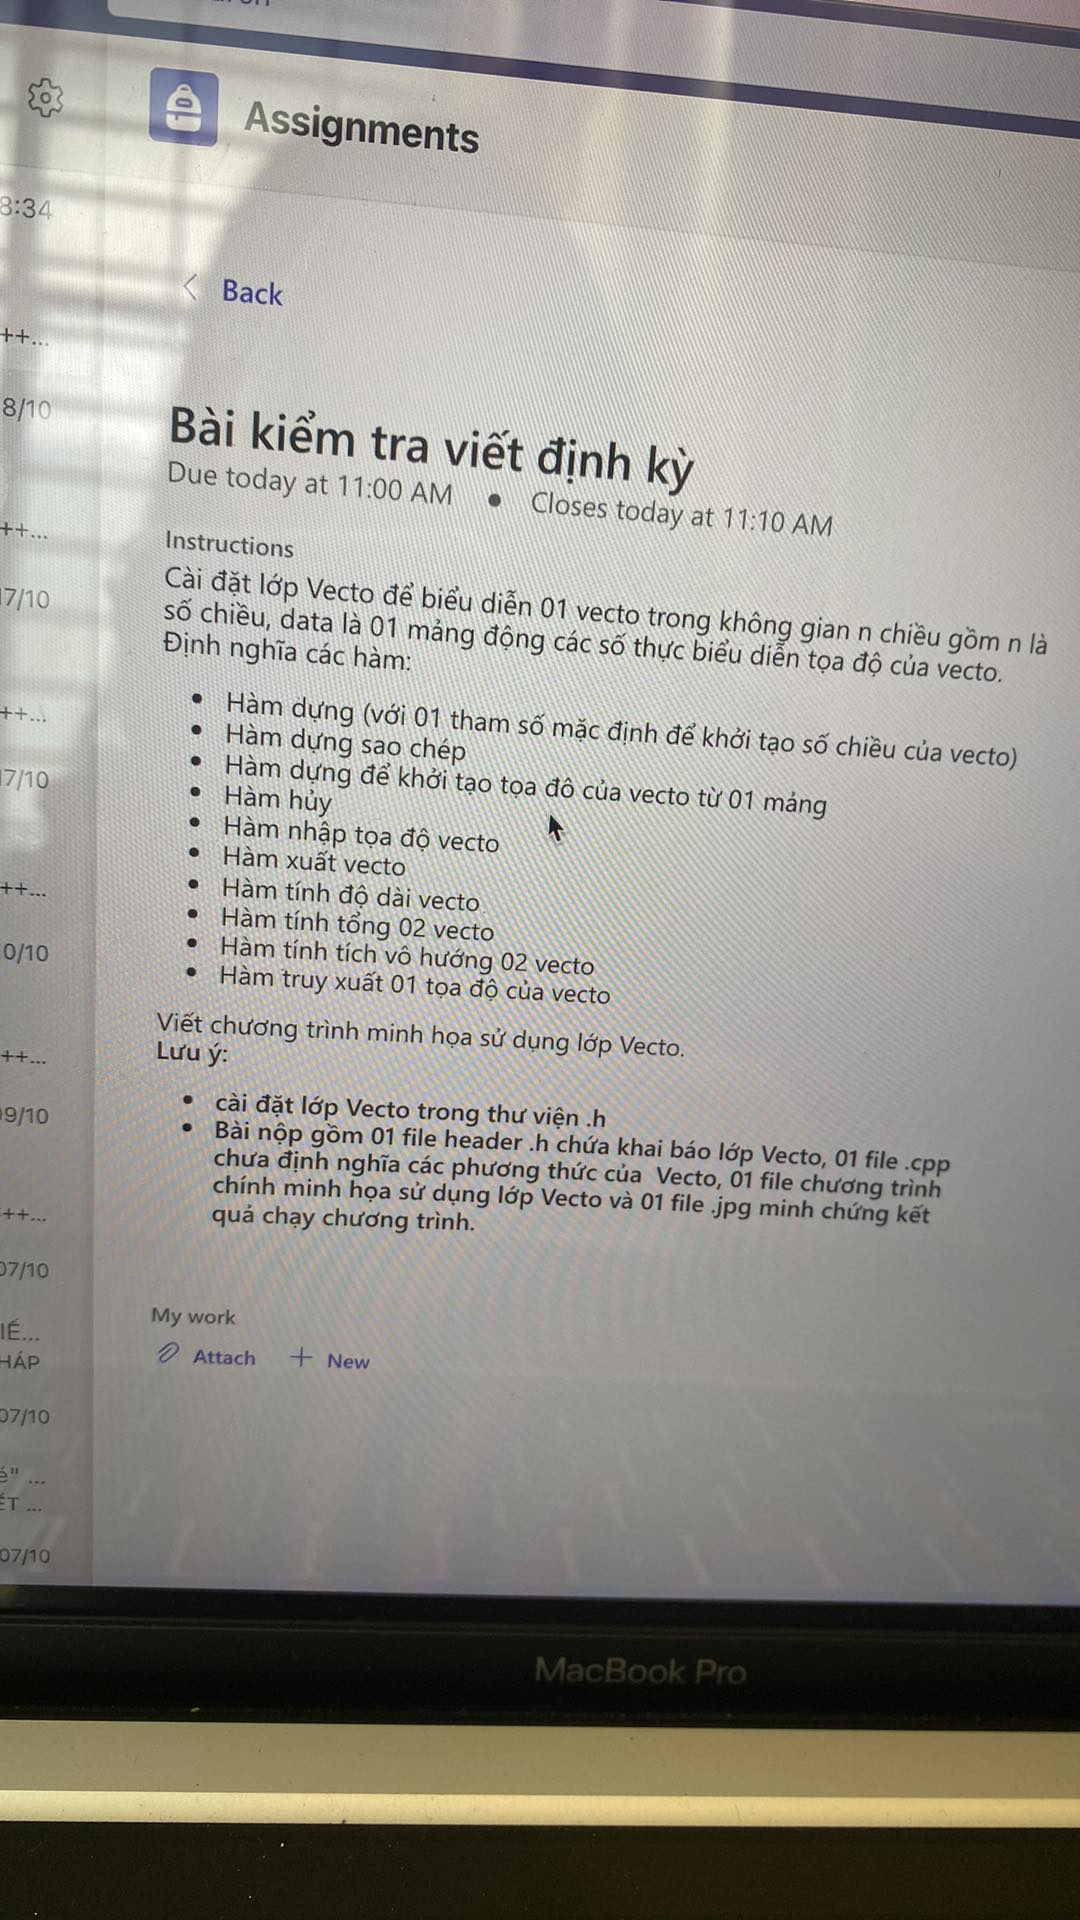 Assignments
8:34
Back
++...
8/10
Bài kiểm tra viết định kỳ
Due today at 11:00 AM • Closes today at 11:10 AM
++...
Instructions
Cài đặt lớp Vecto để biểu diễn 01 vecto trong không gian n chiều gồm n là
số chiều, data là 01 mảng động các số thực biểu diễn tọa độ của vecto.
Định nghĩa các hàm:
17/10
• Hàm dựng (với 01 tham số mặc định để khởi tạo số chiều của vecto)
++...
• Hàm dựng sao chép
• Hàm dựng để khởi tạo tọa đô của vecto từ 01 mảng
17/10
• Hàm hủy
• Hàm nhập tọa độ vecto
• Hàm xuất vecto
++...
• Hàm tính độ dài vecto
• Hàm tính tổng 02 vecto
• Hàm tính tích vô hướng 02 vecto
0/10
• Hàm truy xuất 01 tọa độ của vecto
Viết chương trình minh họa sử dụng lớp Vecto.
Lưu ý:
++...
• cài đặt lớp Vecto trong thư viện .h
09/10
• Bài nộp gồm 01 file header .h chứa khai báo lớp Vecto, 01 file .cpp
chưa định nghĩa các phương thức của Vecto, 01 file chương trình
chính minh họa sử dụng lớp Vecto và 01 file .jpg minh chứng kết
quả chạy chương trình.
++...
07/10
My work
IẾ...
HÁP
Attach + New
07/10
é" ...
ẾT ...
07/10
MacBook Pro